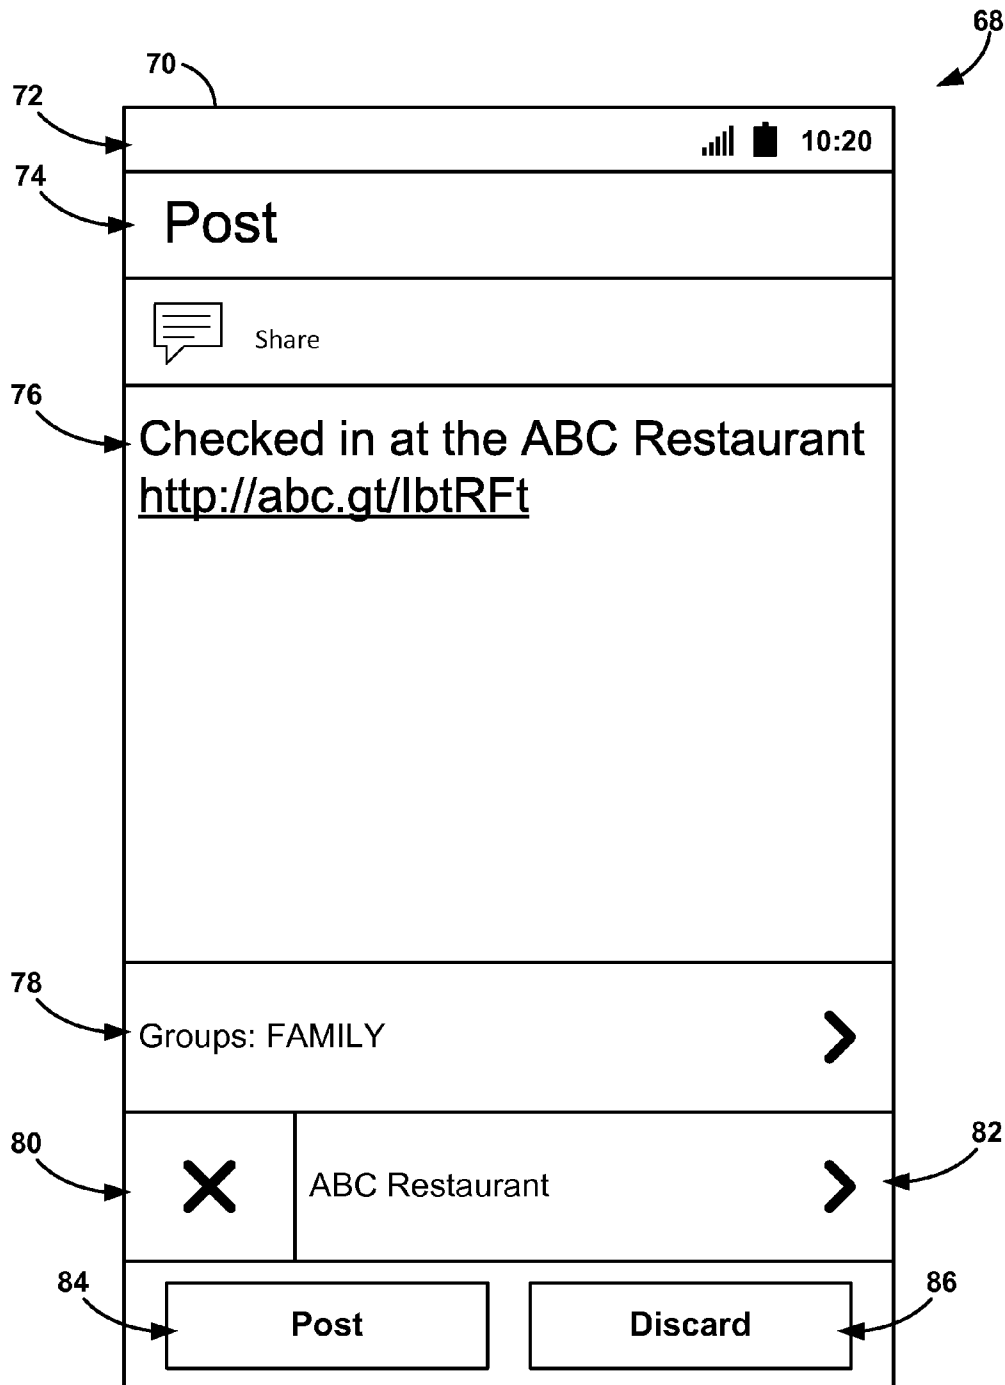 68
70
72
10:20
74
Post
Share
76
Checked in at the ABC Restaurant
http://abc.gt/IbtRFt
78
Groups: FAMILY
80
ABC Restaurant
82
84
Post
Discard
86